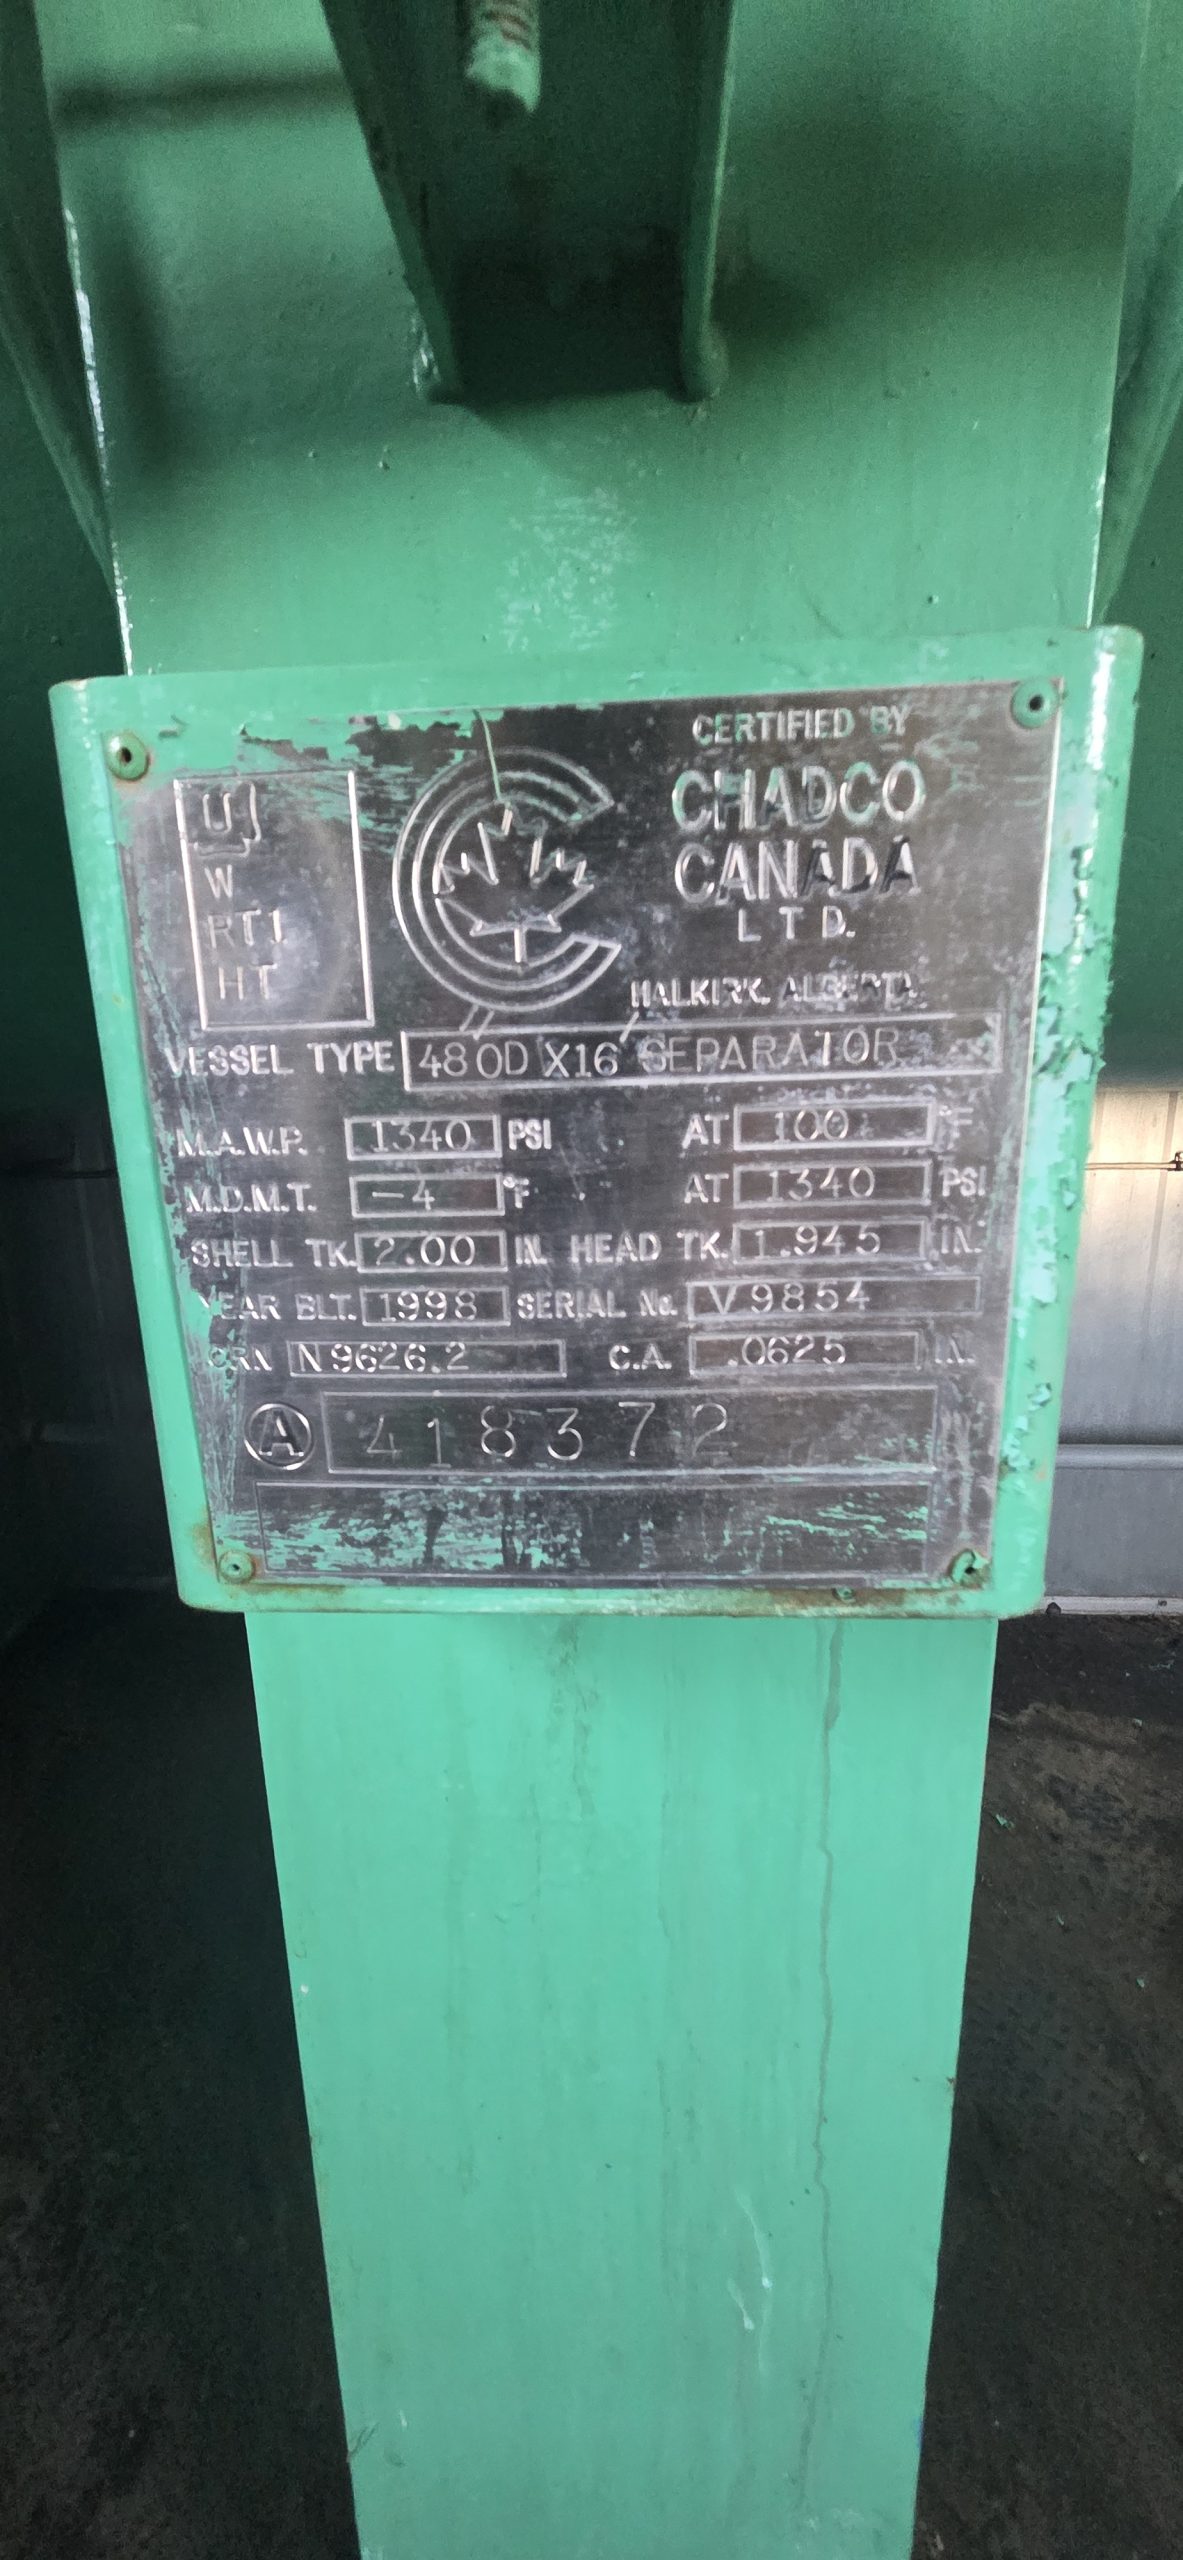 CERTIFIED BY
CHADCO
CANADA
LTD.
HALKIRK, ALBERTA
U
W
RT1
HT
VESSEL TYPE 48" OD X16' SEPARATOR
M.A.W.P. 1340 PSI AT 100 °F
M.D.M.T. -4 °F AT 1340 PSI
SHELL TK. 2.00 IN. HEAD TK. 1.945 IN.
YEAR BLT. 1998 SERIAL No. V9854
CRN N9626.2 C.A. .0625 IN.
A 418372